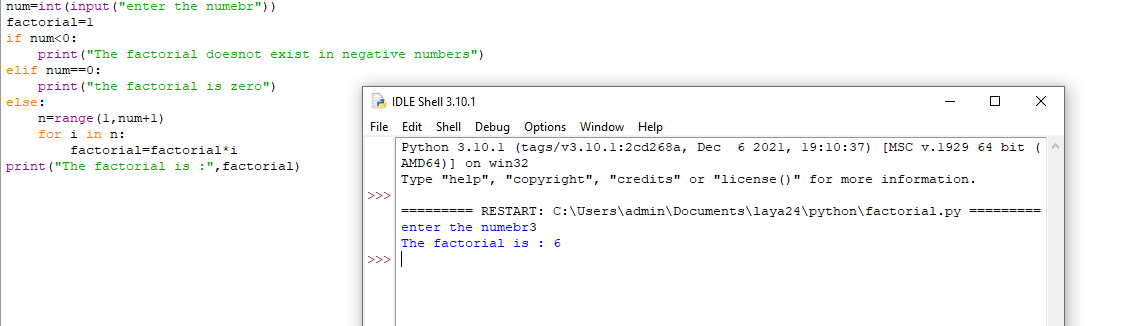 num=int(input("enter the numebr"))
factorial=1
if num<0:
    print("The factorial doesnot exist in negative numbers")
elif num==0:
    print("the factorial is zero")
else:
    n=range(1,num+1)
    for i in n:
        factorial=factorial*i
print("The factorial is :",factorial)
IDLE Shell 3.10.1
File Edit Shell Debug Options Window Help
Python 3.10.1 (tags/v3.10.1:2cd268a, Dec  6 2021, 19:10:37) [MSC v.1929 64 bit (
AMD64)] on win32
Type "help", "copyright", "credits" or "license()" for more information.
>>>
========= RESTART: C:\Users\admin\Documents\laya24\python\factorial.py =========
enter the numebr3
The factorial is : 6
>>>